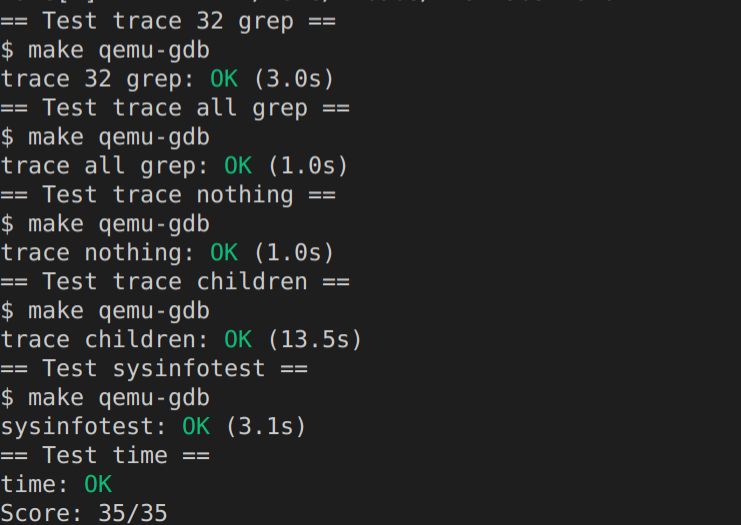 == Test trace 32 grep ==
$ make qemu-gdb
trace 32 grep: OK (3.0s)
== Test trace all grep ==
$ make qemu-gdb
trace all grep: OK (1.0s)
== Test trace nothing ==
$ make qemu-gdb
trace nothing: OK (1.0s)
== Test trace children ==
$ make qemu-gdb
trace children: OK (13.5s)
== Test sysinfotest ==
$ make qemu-gdb
sysinfotest: OK (3.1s)
== Test time ==
time: OK
Score: 35/35